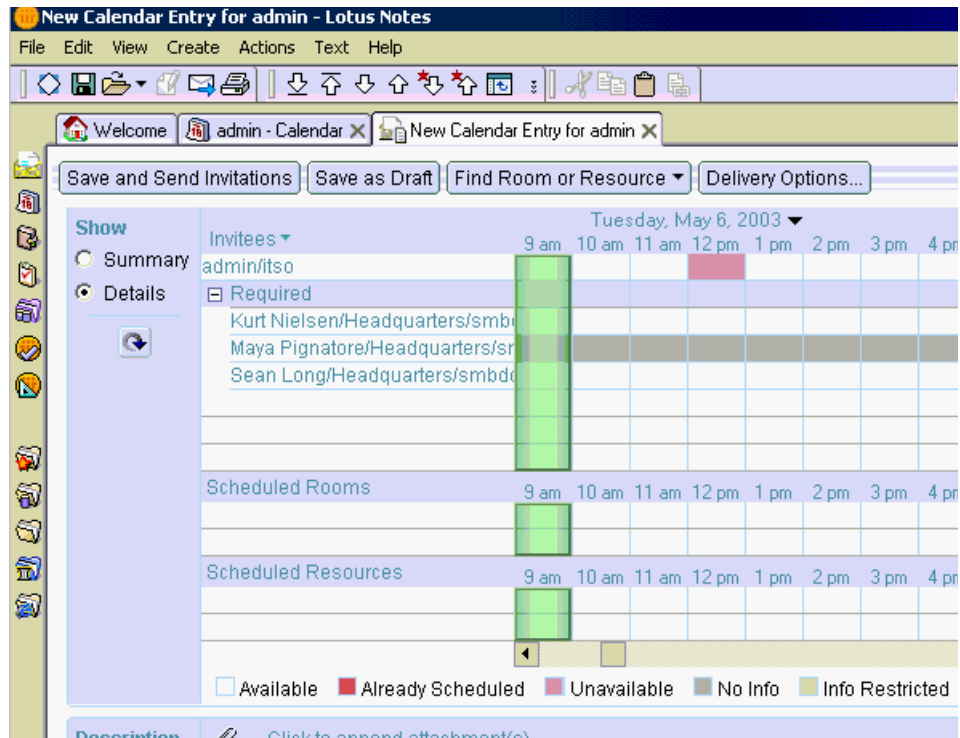 New Calendar Entry for admin - Lotus Notes
File Edit View Create Actions Text Help
Welcome admin - Calendar New Calendar Entry for admin
Save and Send Invitations Save as Draft Find Room or Resource Delivery Options...
Show
Summary
Details
Tuesday, May 6, 2003
Invitees 9 am 10 am 11 am 12 pm 1 pm 2 pm 3 pm 4 pm
admin/itso
Required
Kurt Nielsen/Headquarters/smb
Maya Pignatore/Headquarters/
Sean Long/Headquarters/smbd
Scheduled Rooms 9 am 10 am 11 am 12 pm 1 pm 2 pm 3 pm 4 pm
Scheduled Resources 9 am 10 am 11 am 12 pm 1 pm 2 pm 3 pm 4 pm
Available Already Scheduled Unavailable No Info Info Restricted
Description Click to append attachment(s)